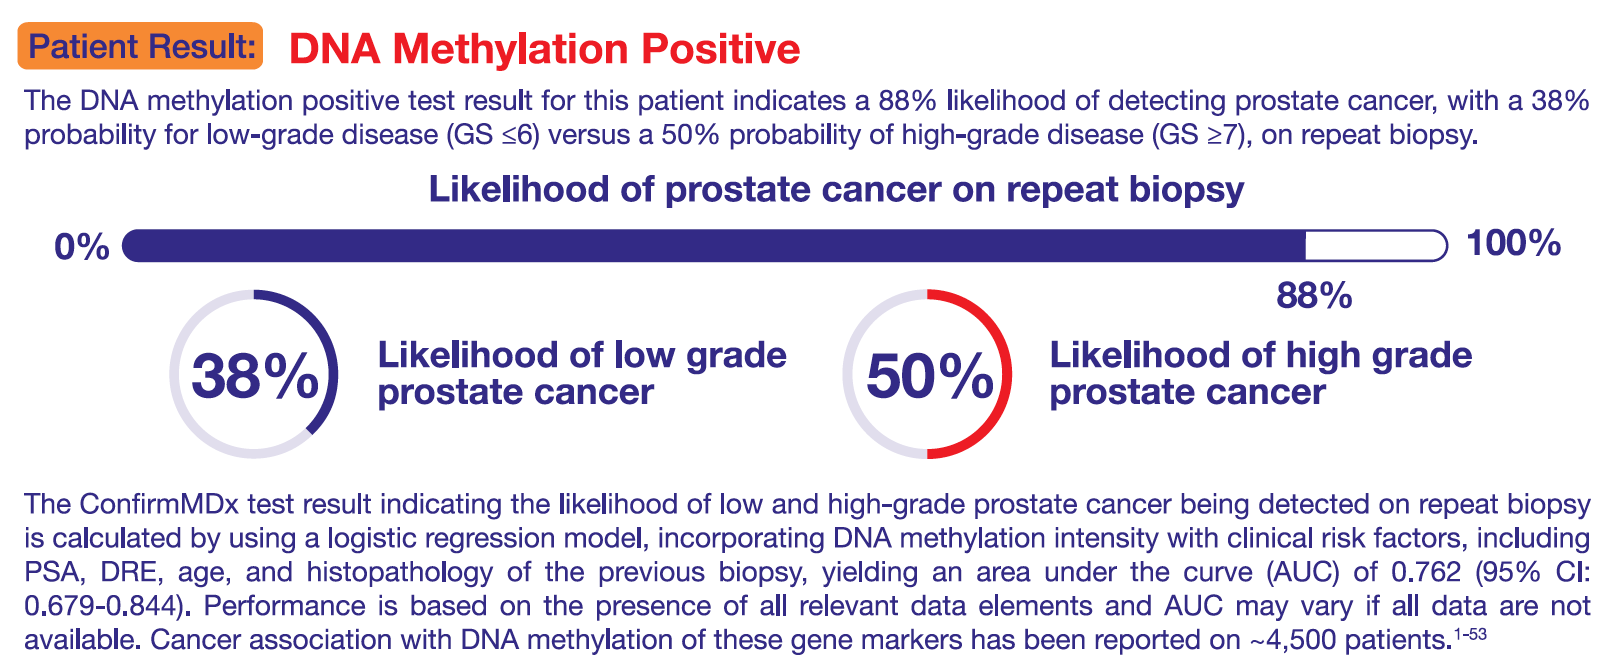 Patient Result: DNA Methylation Positive
The DNA methylation positive test result for this patient indicates a 88% likelihood of detecting prostate cancer, with a 38%
probability for low-grade disease (GS ≤6) versus a 50% probability of high-grade disease (GS ≥7), on repeat biopsy.
Likelihood of prostate cancer on repeat biopsy
0% 100%
88%
38% Likelihood of low grade
prostate cancer
50% Likelihood of high grade
prostate cancer
The ConfirmMDx test result indicating the likelihood of low and high-grade prostate cancer being detected on repeat biopsy
is calculated by using a logistic regression model, incorporating DNA methylation intensity with clinical risk factors, including
PSA, DRE, age, and histopathology of the previous biopsy, yielding an area under the curve (AUC) of 0.762 (95% CI:
0.679-0.844). Performance is based on the presence of all relevant data elements and AUC may vary if all data are not
available. Cancer association with DNA methylation of these gene markers has been reported on ~4,500 patients.1-53